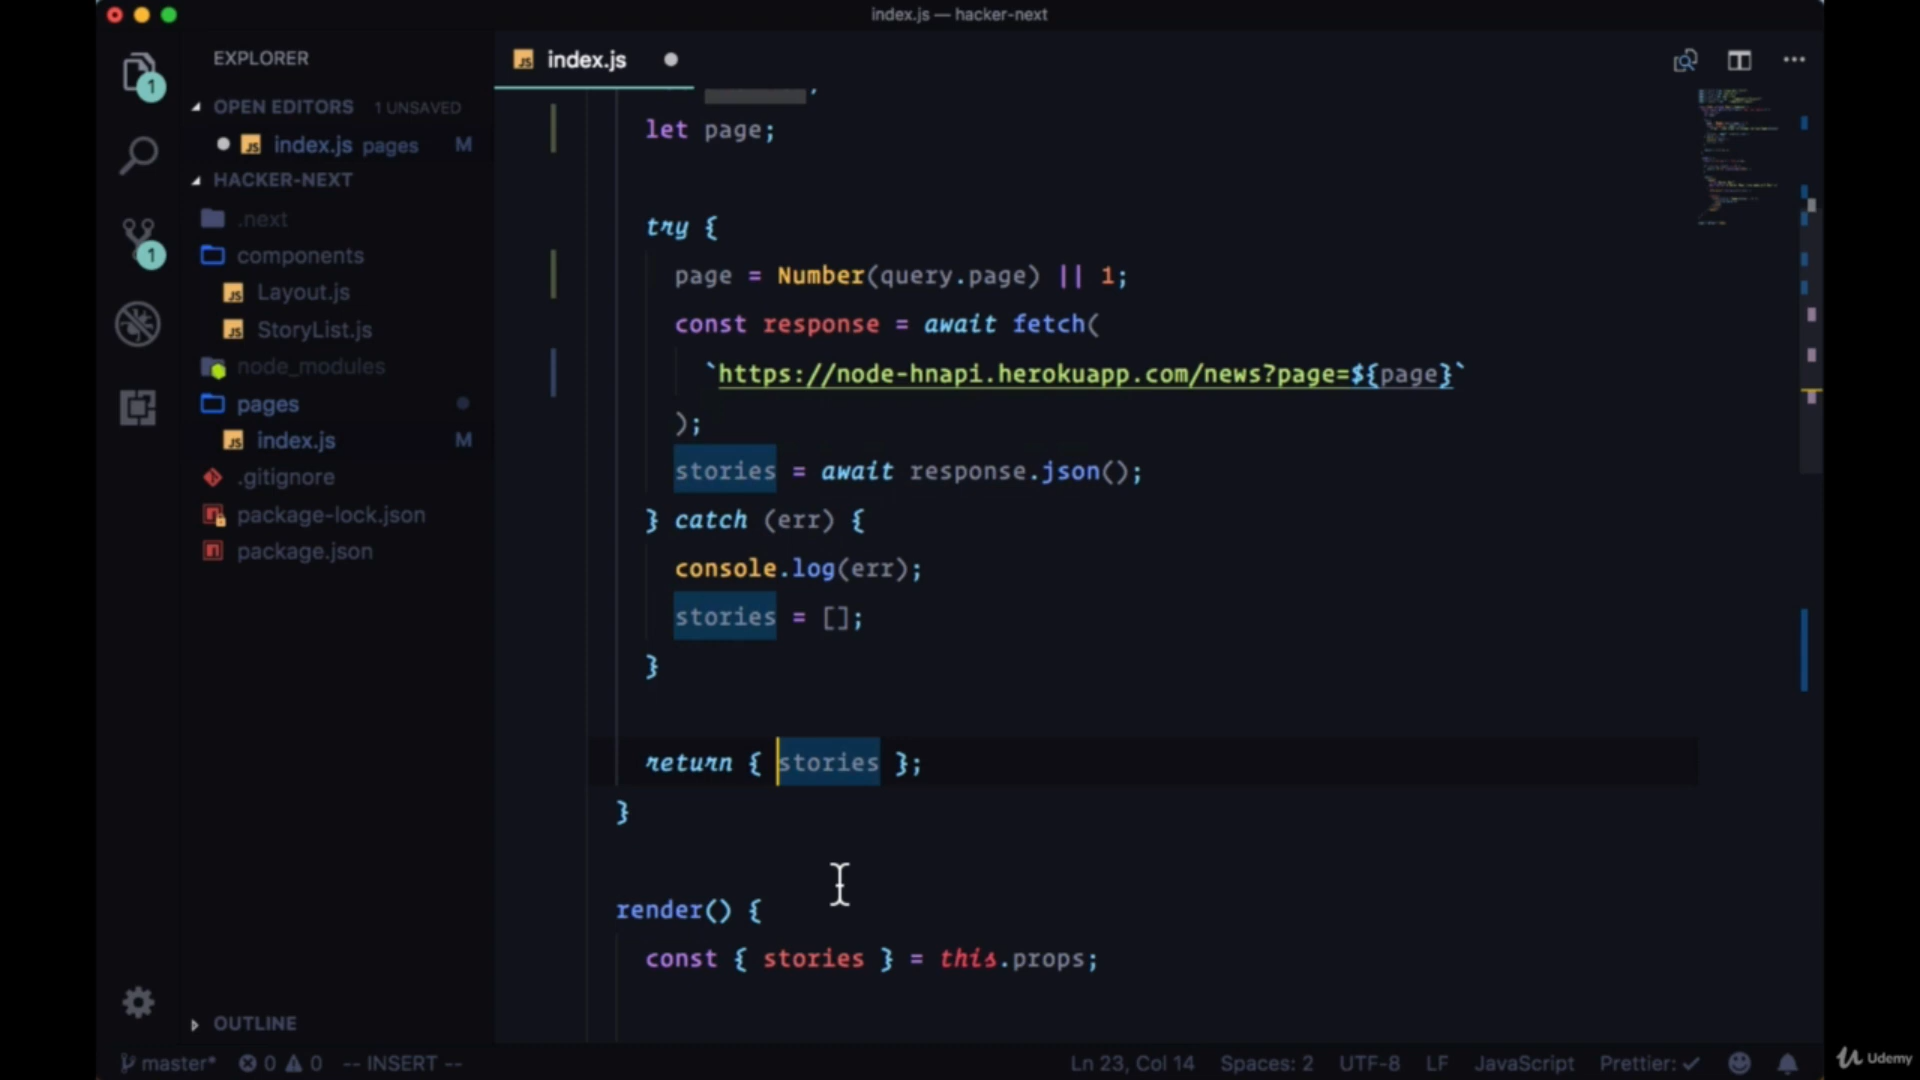 index.js — hacker-next
EXPLORER
OPEN EDITORS 1 UNSAVED
index.js pages M
HACKER-NEXT
.next
components
Layout.js
StoryList.js
node_modules
pages
index.js M
.gitignore
package-lock.json
package.json
OUTLINE
index.js
let page;
try {
page = Number(query.page) || 1;
const response = await fetch(
`https://node-hnapi.herokuapp.com/news?page=${page}`
);
stories = await response.json();
} catch (err) {
console.log(err);
stories = [];
}
return { stories };
}
render() {
const { stories } = this.props;
master* 0 0 -- INSERT --
Ln 23, Col 14 Spaces: 2 UTF-8 LF JavaScript Prettier: ✓
Udemy
1
1